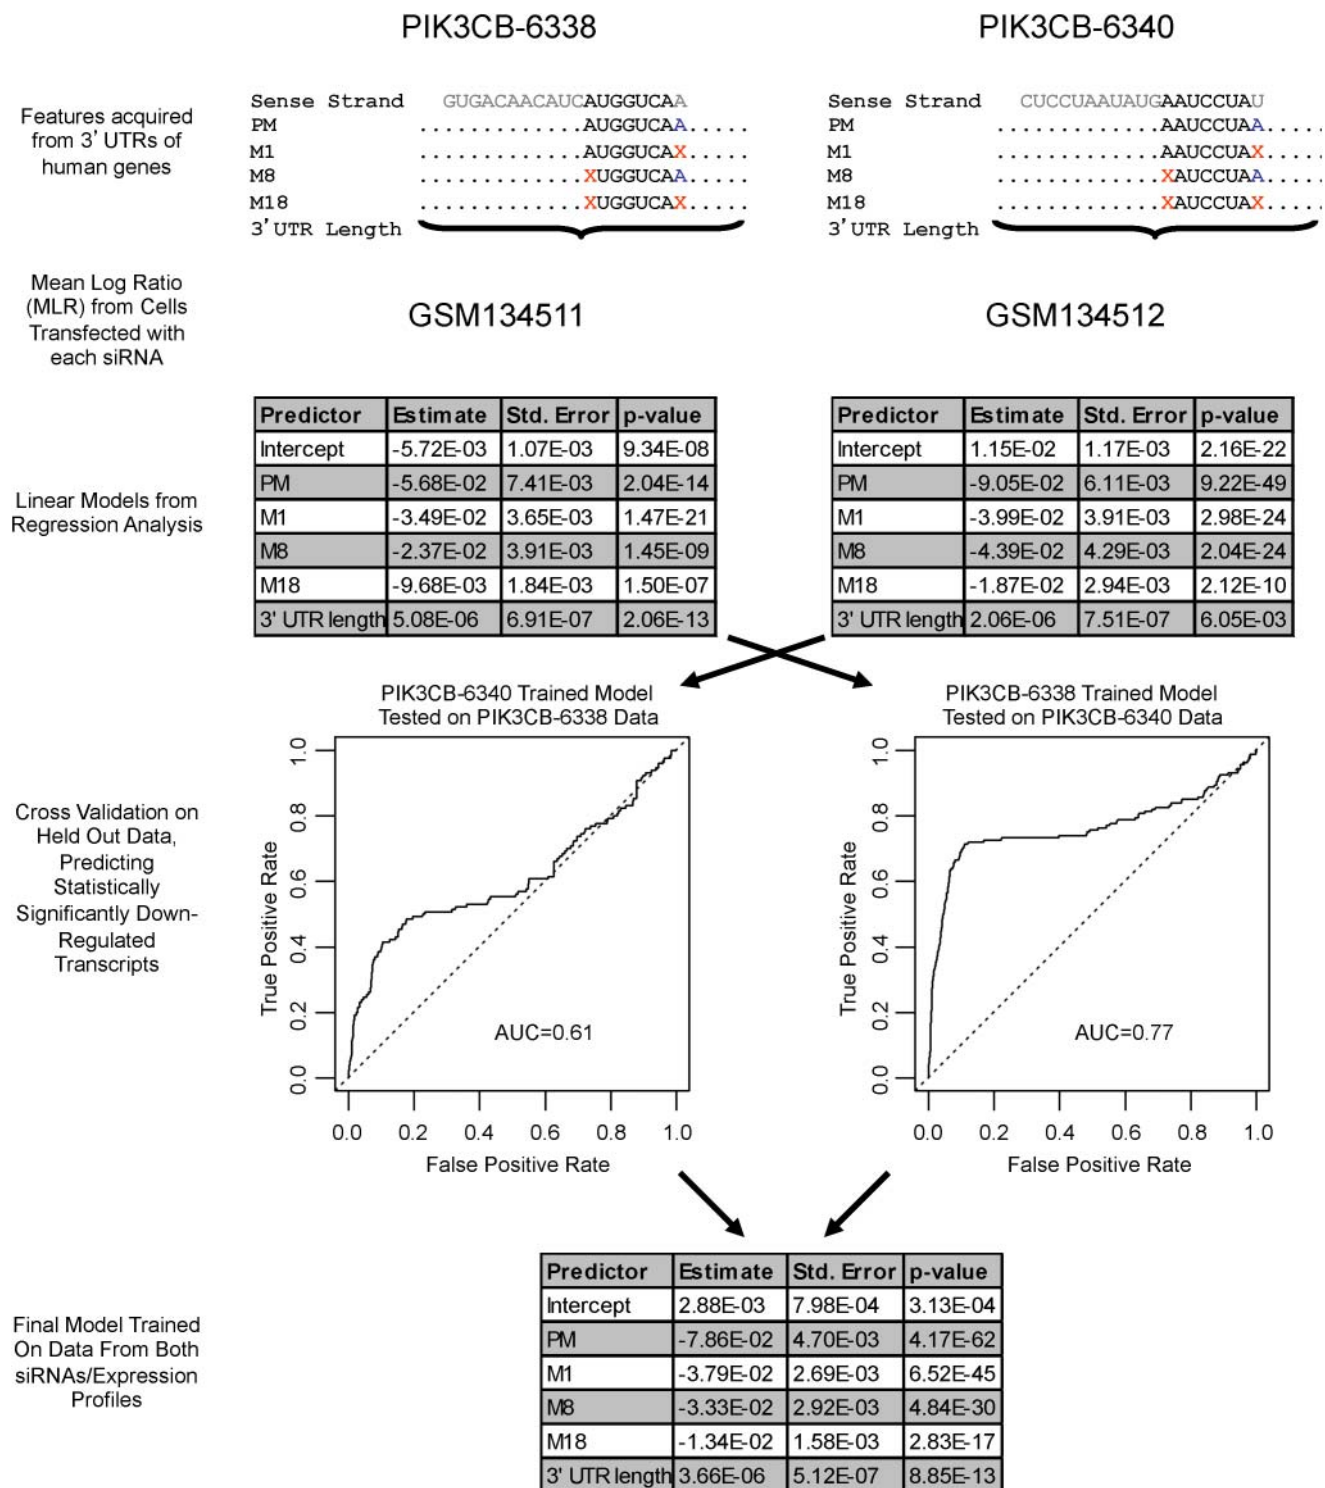 PIK3CB-6338
PIK3CB-6340
Features acquired
from 3' UTRs of
human genes
Sense Strand GUGACAACAUCAUGGUCAA
PM .............AUGGUCAA.....
M1 .............AUGGUCAX.....
M8 .............XUGGUCAA.....
M18 .............XUGGUCAX.....
3'UTR Length
Sense Strand CUCCUAAUAUGAAUCCUAU
PM .............AAUCCUAA.....
M1 .............AAUCCUAX.....
M8 .............XAUCCUAA.....
M18 .............XAUCCUAX.....
3'UTR Length
Mean Log Ratio
(MLR) from Cells
Transfected with
each siRNA
GSM134511
GSM134512
Linear Models from
Regression Analysis
Predictor Estimate Std. Error p-value
Intercept -5.72E-03 1.07E-03 9.34E-08
PM -5.68E-02 7.41E-03 2.04E-14
M1 -3.49E-02 3.65E-03 1.47E-21
M8 -2.37E-02 3.91E-03 1.45E-09
M18 -9.68E-03 1.84E-03 1.50E-07
3' UTR length 5.08E-06 6.91E-07 2.06E-13
Predictor Estimate Std. Error p-value
Intercept 1.15E-02 1.17E-03 2.16E-22
PM -9.05E-02 6.11E-03 9.22E-49
M1 -3.99E-02 3.91E-03 2.98E-24
M8 -4.39E-02 4.29E-03 2.04E-24
M18 -1.87E-02 2.94E-03 2.12E-10
3' UTR length 2.06E-06 7.51E-07 6.05E-03
Cross Validation on
Held Out Data,
Predicting
Statistically
Significantly Down-
Regulated
Transcripts
PIK3CB-6340 Trained Model
Tested on PIK3CB-6338 Data
True Positive Rate
1.0
0.8
0.6
0.4
0.2
0.0
AUC=0.61
0.0 0.2 0.4 0.6 0.8 1.0
False Positive Rate
PIK3CB-6338 Trained Model
Tested on PIK3CB-6340 Data
True Positive Rate
1.0
0.8
0.6
0.4
0.2
0.0
AUC=0.77
0.0 0.2 0.4 0.6 0.8 1.0
False Positive Rate
Final Model Trained
On Data From Both
siRNAs/Expression
Profiles
Predictor Estimate Std. Error p-value
Intercept 2.88E-03 7.98E-04 3.13E-04
PM -7.86E-02 4.70E-03 4.17E-62
M1 -3.79E-02 2.69E-03 6.52E-45
M8 -3.33E-02 2.92E-03 4.84E-30
M18 -1.34E-02 1.58E-03 2.83E-17
3' UTR length 3.66E-06 5.12E-07 8.85E-13